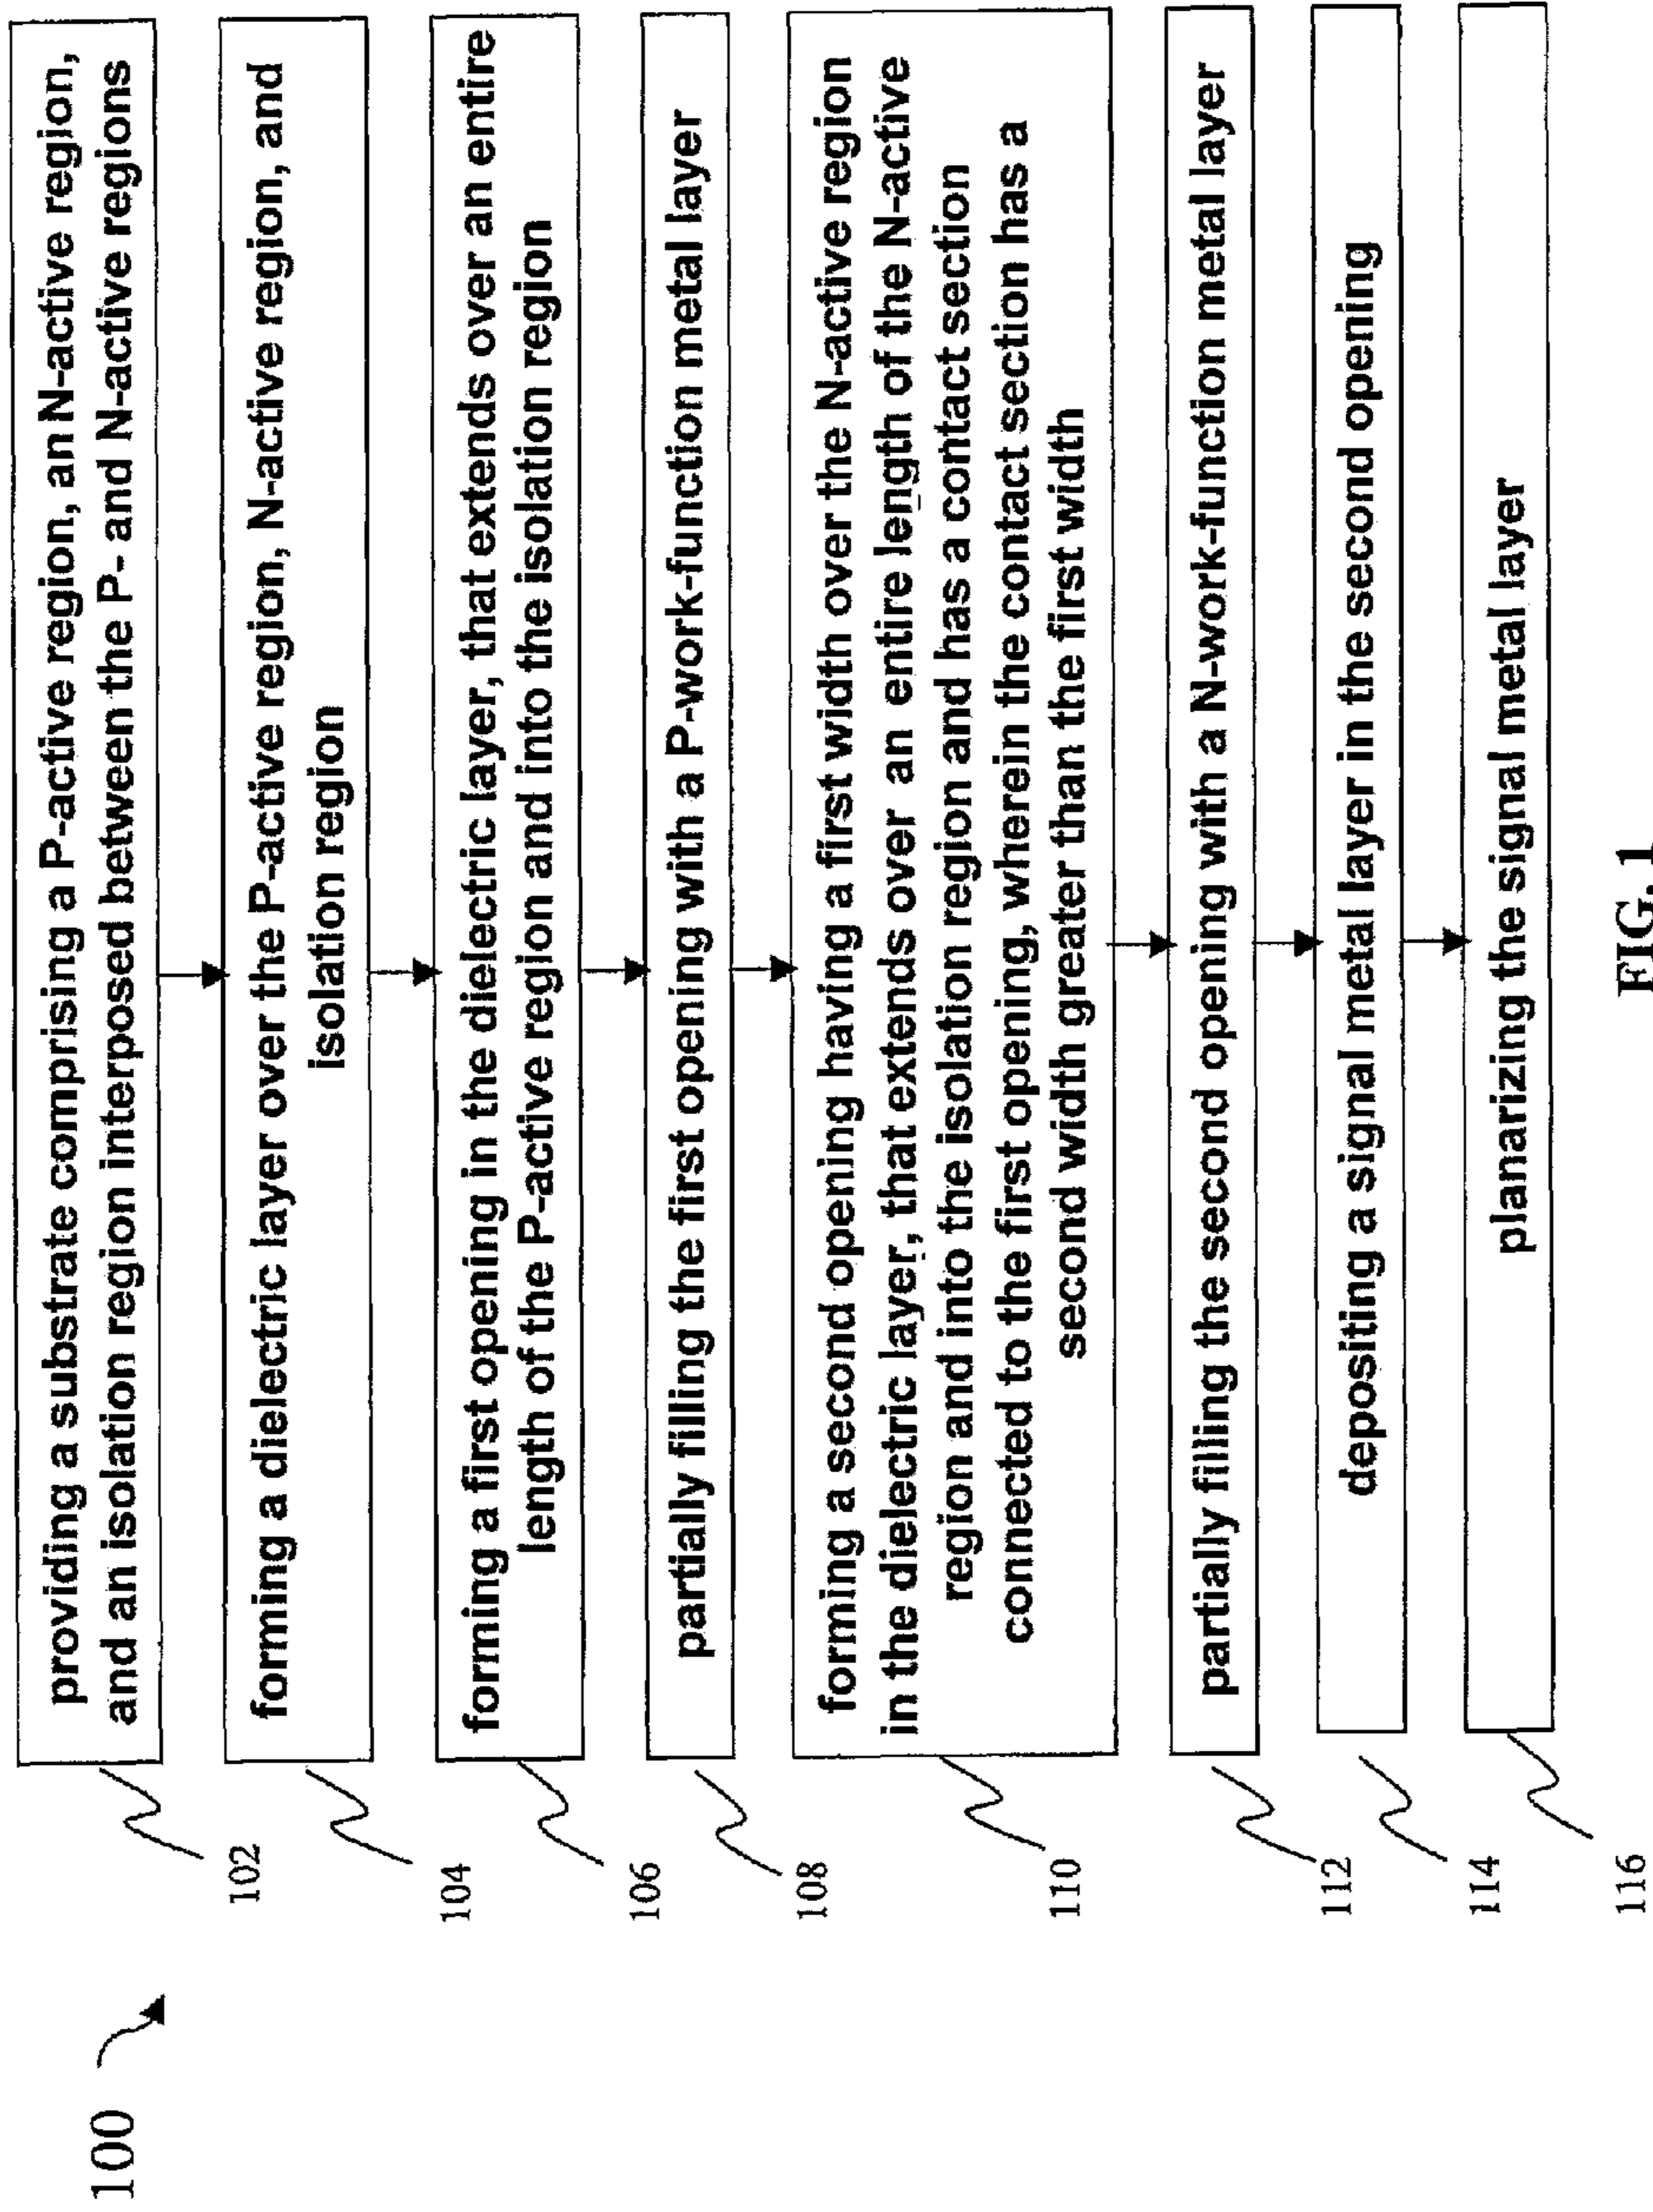 100
102
providing a substrate comprising a P-active region, an N-active region,
and an isolation region interposed between the P- and N-active regions
104
forming a dielectric layer over the P-active region, N-active region, and
isolation region
106
forming a first opening in the dielectric layer, that extends over an entire
length of the P-active region and into the isolation region
108
partially filling the first opening with a P-work-function metal layer
110
forming a second opening having a first width over the N-active region
in the dielectric layer, that extends over an entire length of the N-active
region and into the isolation region and has a contact section
connected to the first opening, wherein the contact section has a
second width greater than the first width
112
partially filling the second opening with a N-work-function metal layer
114
depositing a signal metal layer in the second opening
116
planarizing the signal metal layer
FIG. 1